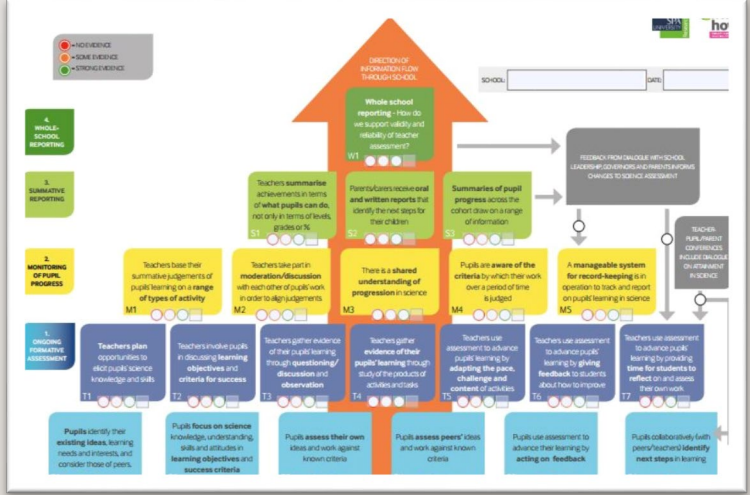 = NO EVIDENCE
= SOME EVIDENCE
= STRONG EVIDENCE
DIRECTION OF
INFORMATION FLOW
THROUGH SCHOOL
SPA
UNIVERSITY
SCHOOL:
DATE:
4.
WHOLE-
SCHOOL
REPORTING
Whole school
reporting - How do
we support validity and
reliability of teacher
assessment?
W1
FEEDBACK FROM DIALOGUE WITH SCHOOL
LEADERSHIP, GOVERNORS AND PARENTS INFORMS
CHANGES TO SCIENCE ASSESSMENT
3.
SUMMATIVE
REPORTING
Teachers summarise
achievements in terms
of what pupils can do,
not only in terms of levels,
grades or %
S1
Parents/carers receive oral
and written reports that
identify the next steps for
their children
S2
Summaries of pupil
progress across the
cohort draw on a range
of information
S3
TEACHER
PUPIL/PARENT
CONFERENCES
INCLUDE DIALOGUE
ON ATTAINMENT
IN SCIENCE
2.
MONITORING
OF PUPIL
PROGRESS
Teachers base their
summative judgements of
pupils' learning on a range
of types of activity
M1
Teachers take part in
moderation/discussion
with each other of pupils' work
in order to align judgements
M2
There is a shared
understanding of
progression in science
M3
Pupils are aware of the
criteria by which their work
over a period of time
is judged
M4
A manageable system
for record-keeping is in
operation to track and report
on pupils' learning in science
M5
1.
ONGOING
FORMATIVE
ASSESSMENT
Teachers plan
opportunities to
elicit pupils' science
knowledge and skills
T1
Teachers involve pupils
in discussing learning
objectives and
criteria for success
T2
Teachers gather evidence
of their pupils' learning
through questioning/
discussion and
observation
T3
Teachers gather
evidence of their
pupils' learning through
study of the products of
activities and tasks
T4
Teachers use
assessment to advance
pupils' learning by
adapting the pace,
challenge and
content of activities
T5
Teachers use assessment
to advance pupils'
learning by giving
feedback to students
about how to improve
T6
Teachers use assessment
to advance pupils'
learning by providing
time for students to
reflect on and assess
their own work
T7
Pupils identify their
existing ideas, learning
needs and interests, and
consider those of peers.
Pupils focus on science
knowledge, understanding,
skills and attitudes in
learning objectives and
success criteria
Pupils assess their own
ideas and work against
known criteria
Pupils assess peers' ideas
and work against known
criteria
Pupils use assessment to
advance their learning by
acting on feedback
Pupils collaboratively (with
peers/teachers) identify
next steps in learning